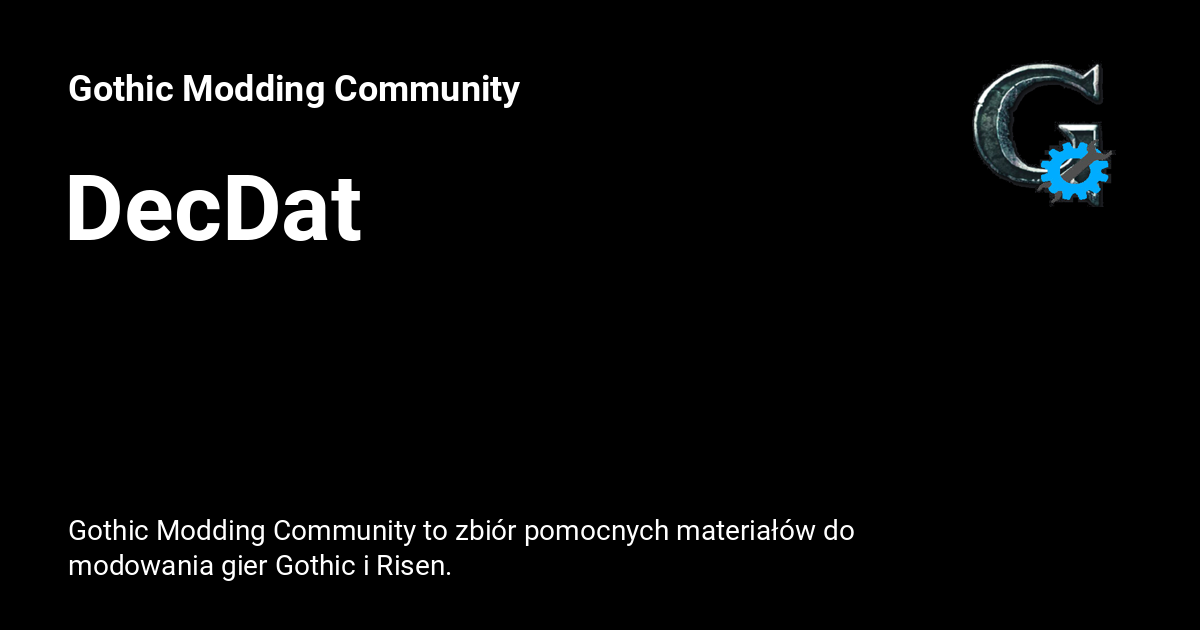 Gothic Modding Community
DecDat
Gothic Modding Community to zbiór pomocnych materiałów do
modowania gier Gothic i Risen.